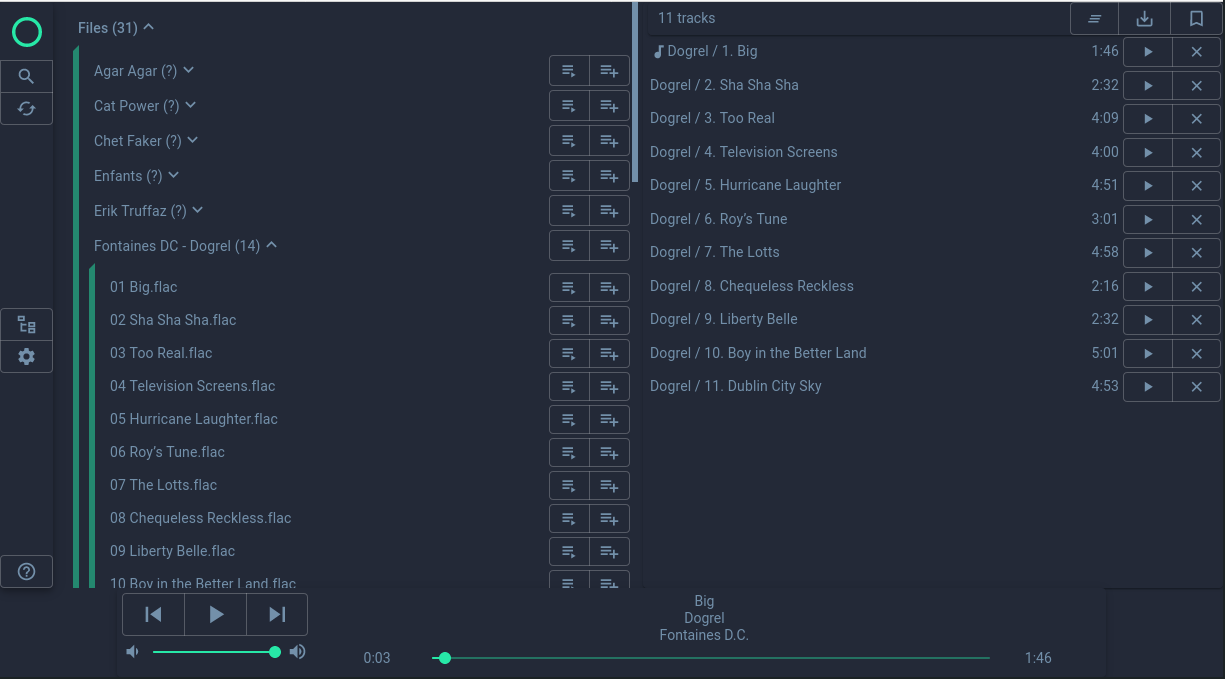 Files (31)
Agar Agar (?)
Cat Power (?)
Chet Faker (?)
Enfants (?)
Erik Truffaz (?)
Fontaines DC - Dogrel (14)
01 Big.flac
02 Sha Sha Sha.flac
03 Too Real.flac
04 Television Screens.flac
05 Hurricane Laughter.flac
06 Roy’s Tune.flac
07 The Lotts.flac
08 Chequeless Reckless.flac
09 Liberty Belle.flac
10 Boy in the Better Land.flac
11 tracks
Dogrel / 1. Big 1:46
Dogrel / 2. Sha Sha Sha 2:32
Dogrel / 3. Too Real 4:09
Dogrel / 4. Television Screens 4:00
Dogrel / 5. Hurricane Laughter 4:51
Dogrel / 6. Roy’s Tune 3:01
Dogrel / 7. The Lotts 4:58
Dogrel / 8. Chequeless Reckless 2:16
Dogrel / 9. Liberty Belle 2:32
Dogrel / 10. Boy in the Better Land 5:01
Dogrel / 11. Dublin City Sky 4:53
Big
Dogrel
Fontaines D.C.
0:03 1:46